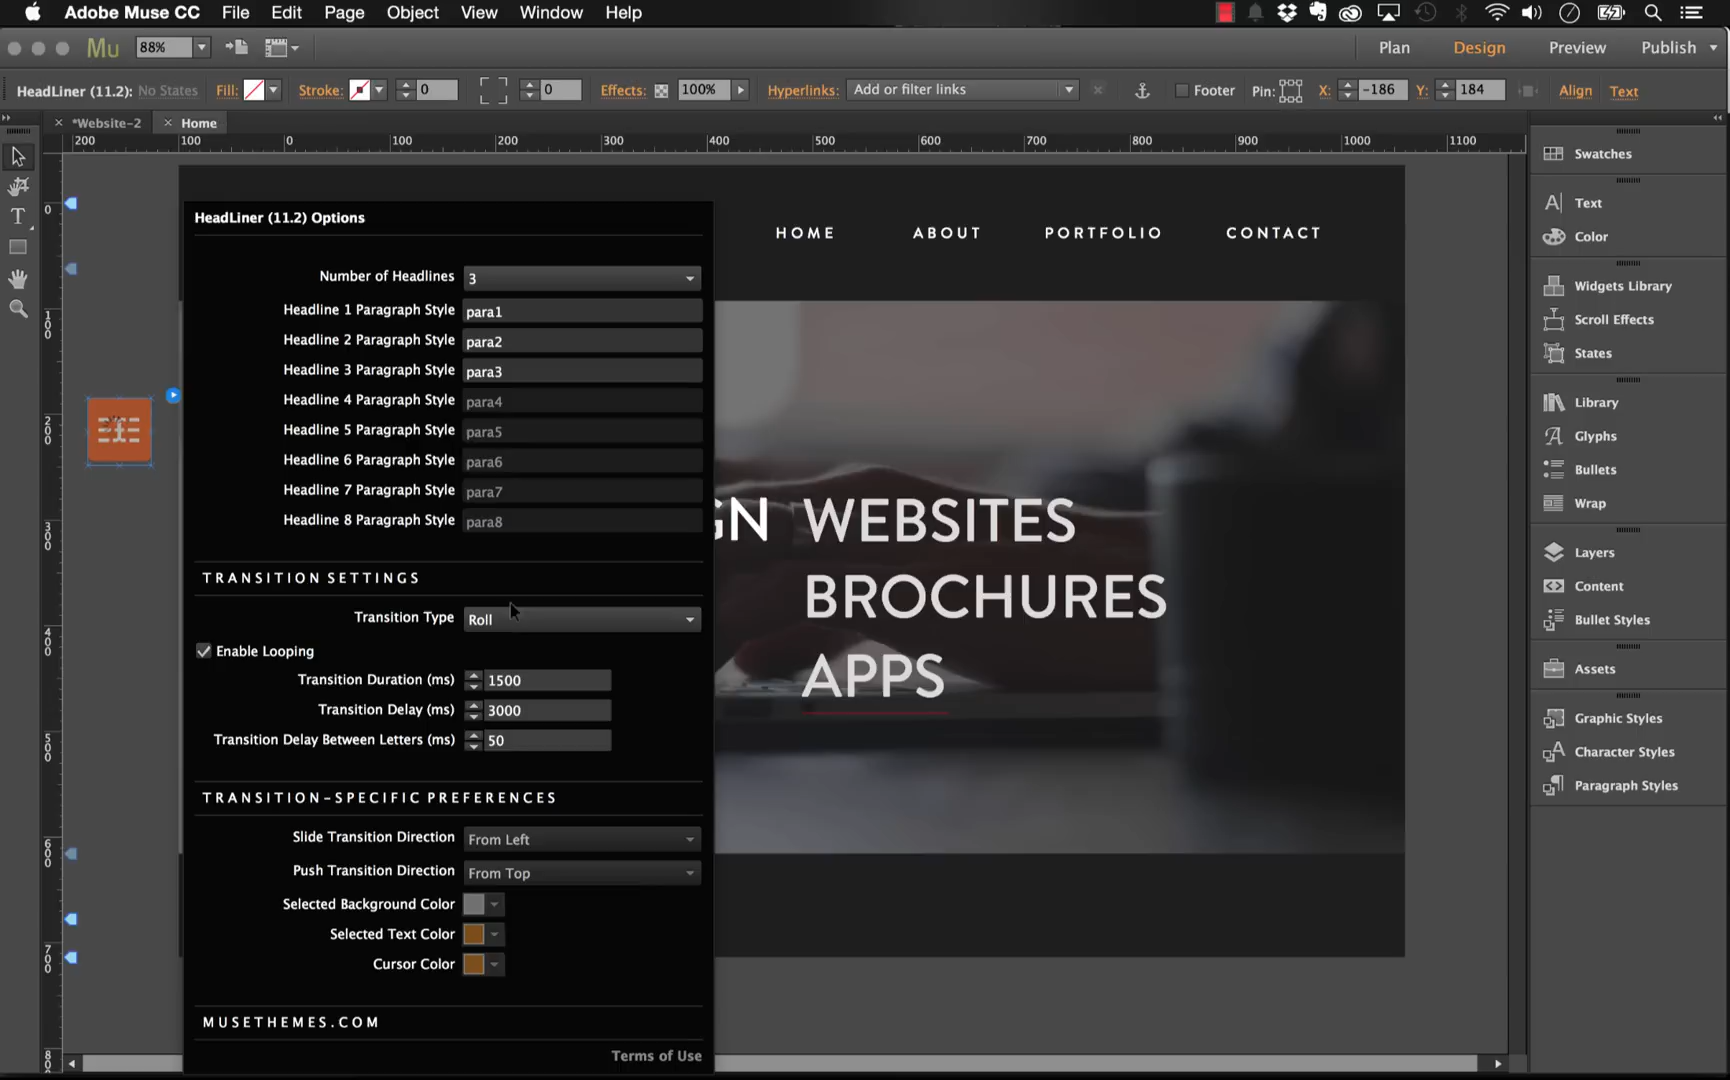 Adobe Muse CC File Edit Page Object View Window Help
Mu 88% Plan Design Preview Publish
HeadLiner (11.2): No States Fill: Stroke: 0 0 Effects: 100% Hyperlinks: Add or filter links Footer Pin: X: -186 Y: 184 Align Text
× *Website-2 × Home
200 100 0 100 200 300 400 500 600 700 800 900 1000 1100
HeadLiner (11.2) Options
HOME ABOUT PORTFOLIO CONTACT
Number of Headlines 3
Headline 1 Paragraph Style para1
Headline 2 Paragraph Style para2
Headline 3 Paragraph Style para3
Headline 4 Paragraph Style para4
Headline 5 Paragraph Style para5
Headline 6 Paragraph Style para6
Headline 7 Paragraph Style para7
Headline 8 Paragraph Style para8
GN WEBSITES
BROCHURES
APPS
TRANSITION SETTINGS
Transition Type Roll
Enable Looping
Transition Duration (ms) 1500
Transition Delay (ms) 3000
Transition Delay Between Letters (ms) 50
TRANSITION-SPECIFIC PREFERENCES
Slide Transition Direction From Left
Push Transition Direction From Top
Selected Background Color
Selected Text Color
Cursor Color
MUSETHEMES.COM
Terms of Use
Swatches
Text
Color
Widgets Library
Scroll Effects
States
Library
Glyphs
Bullets
Wrap
Layers
Content
Bullet Styles
Assets
Graphic Styles
Character Styles
Paragraph Styles
0
100
200
300
400
500
600
700